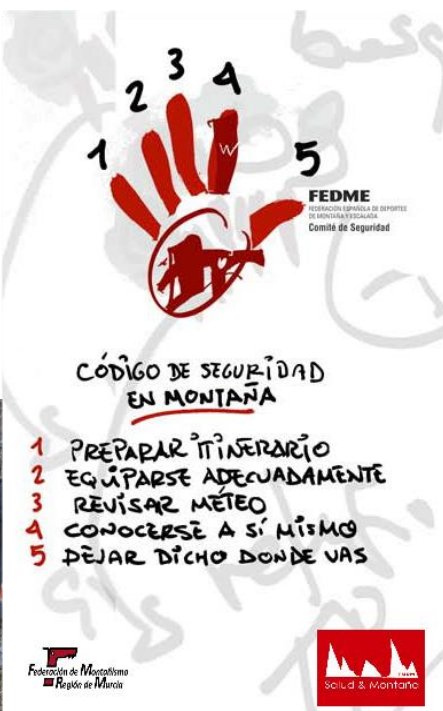 1 2 3 4 5
FEDME
FEDERACIÓN ESPAÑOLA DE DEPORTES
DE MONTAÑA Y ESCALADA
Comité de Seguridad
CÓDIGO DE SEGURIDAD
EN MONTAÑA
1 PREPARAR ITINERARIO
2 EQUIPARSE ADECUADAMENTE
3 REVISAR METEO
4 CONOCERSE A SÍ MISMO
5 DEJAR DICHO DONDE VAS
Federación de Montañismo
Región de Murcia
Salud & Montaña